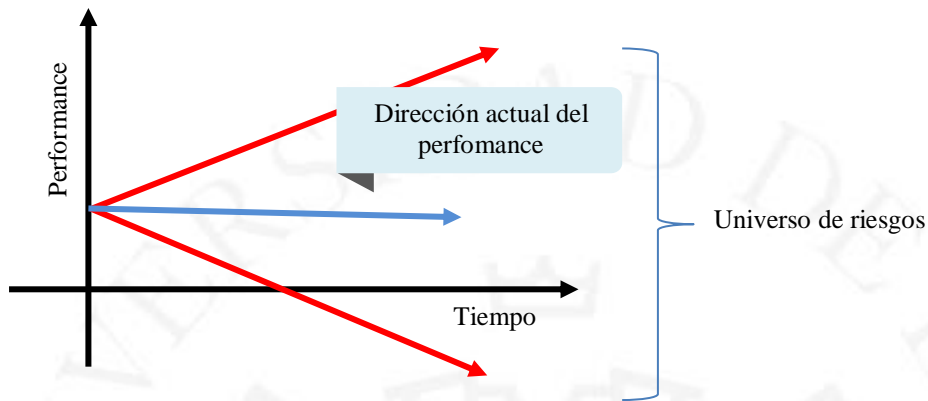 Performance
Dirección actual del
perfomance
Universo de riesgos
Tiempo